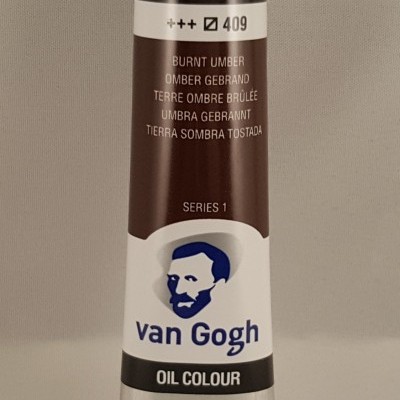 +++ 409
BURNT UMBER
OMBER GEBRAND
TERRE OMBRE BRÛLÉE
UMBRA GEBRANNT
TIERRA SOMBRA TOSTADA
SERIES 1
van Gogh
OIL COLOUR